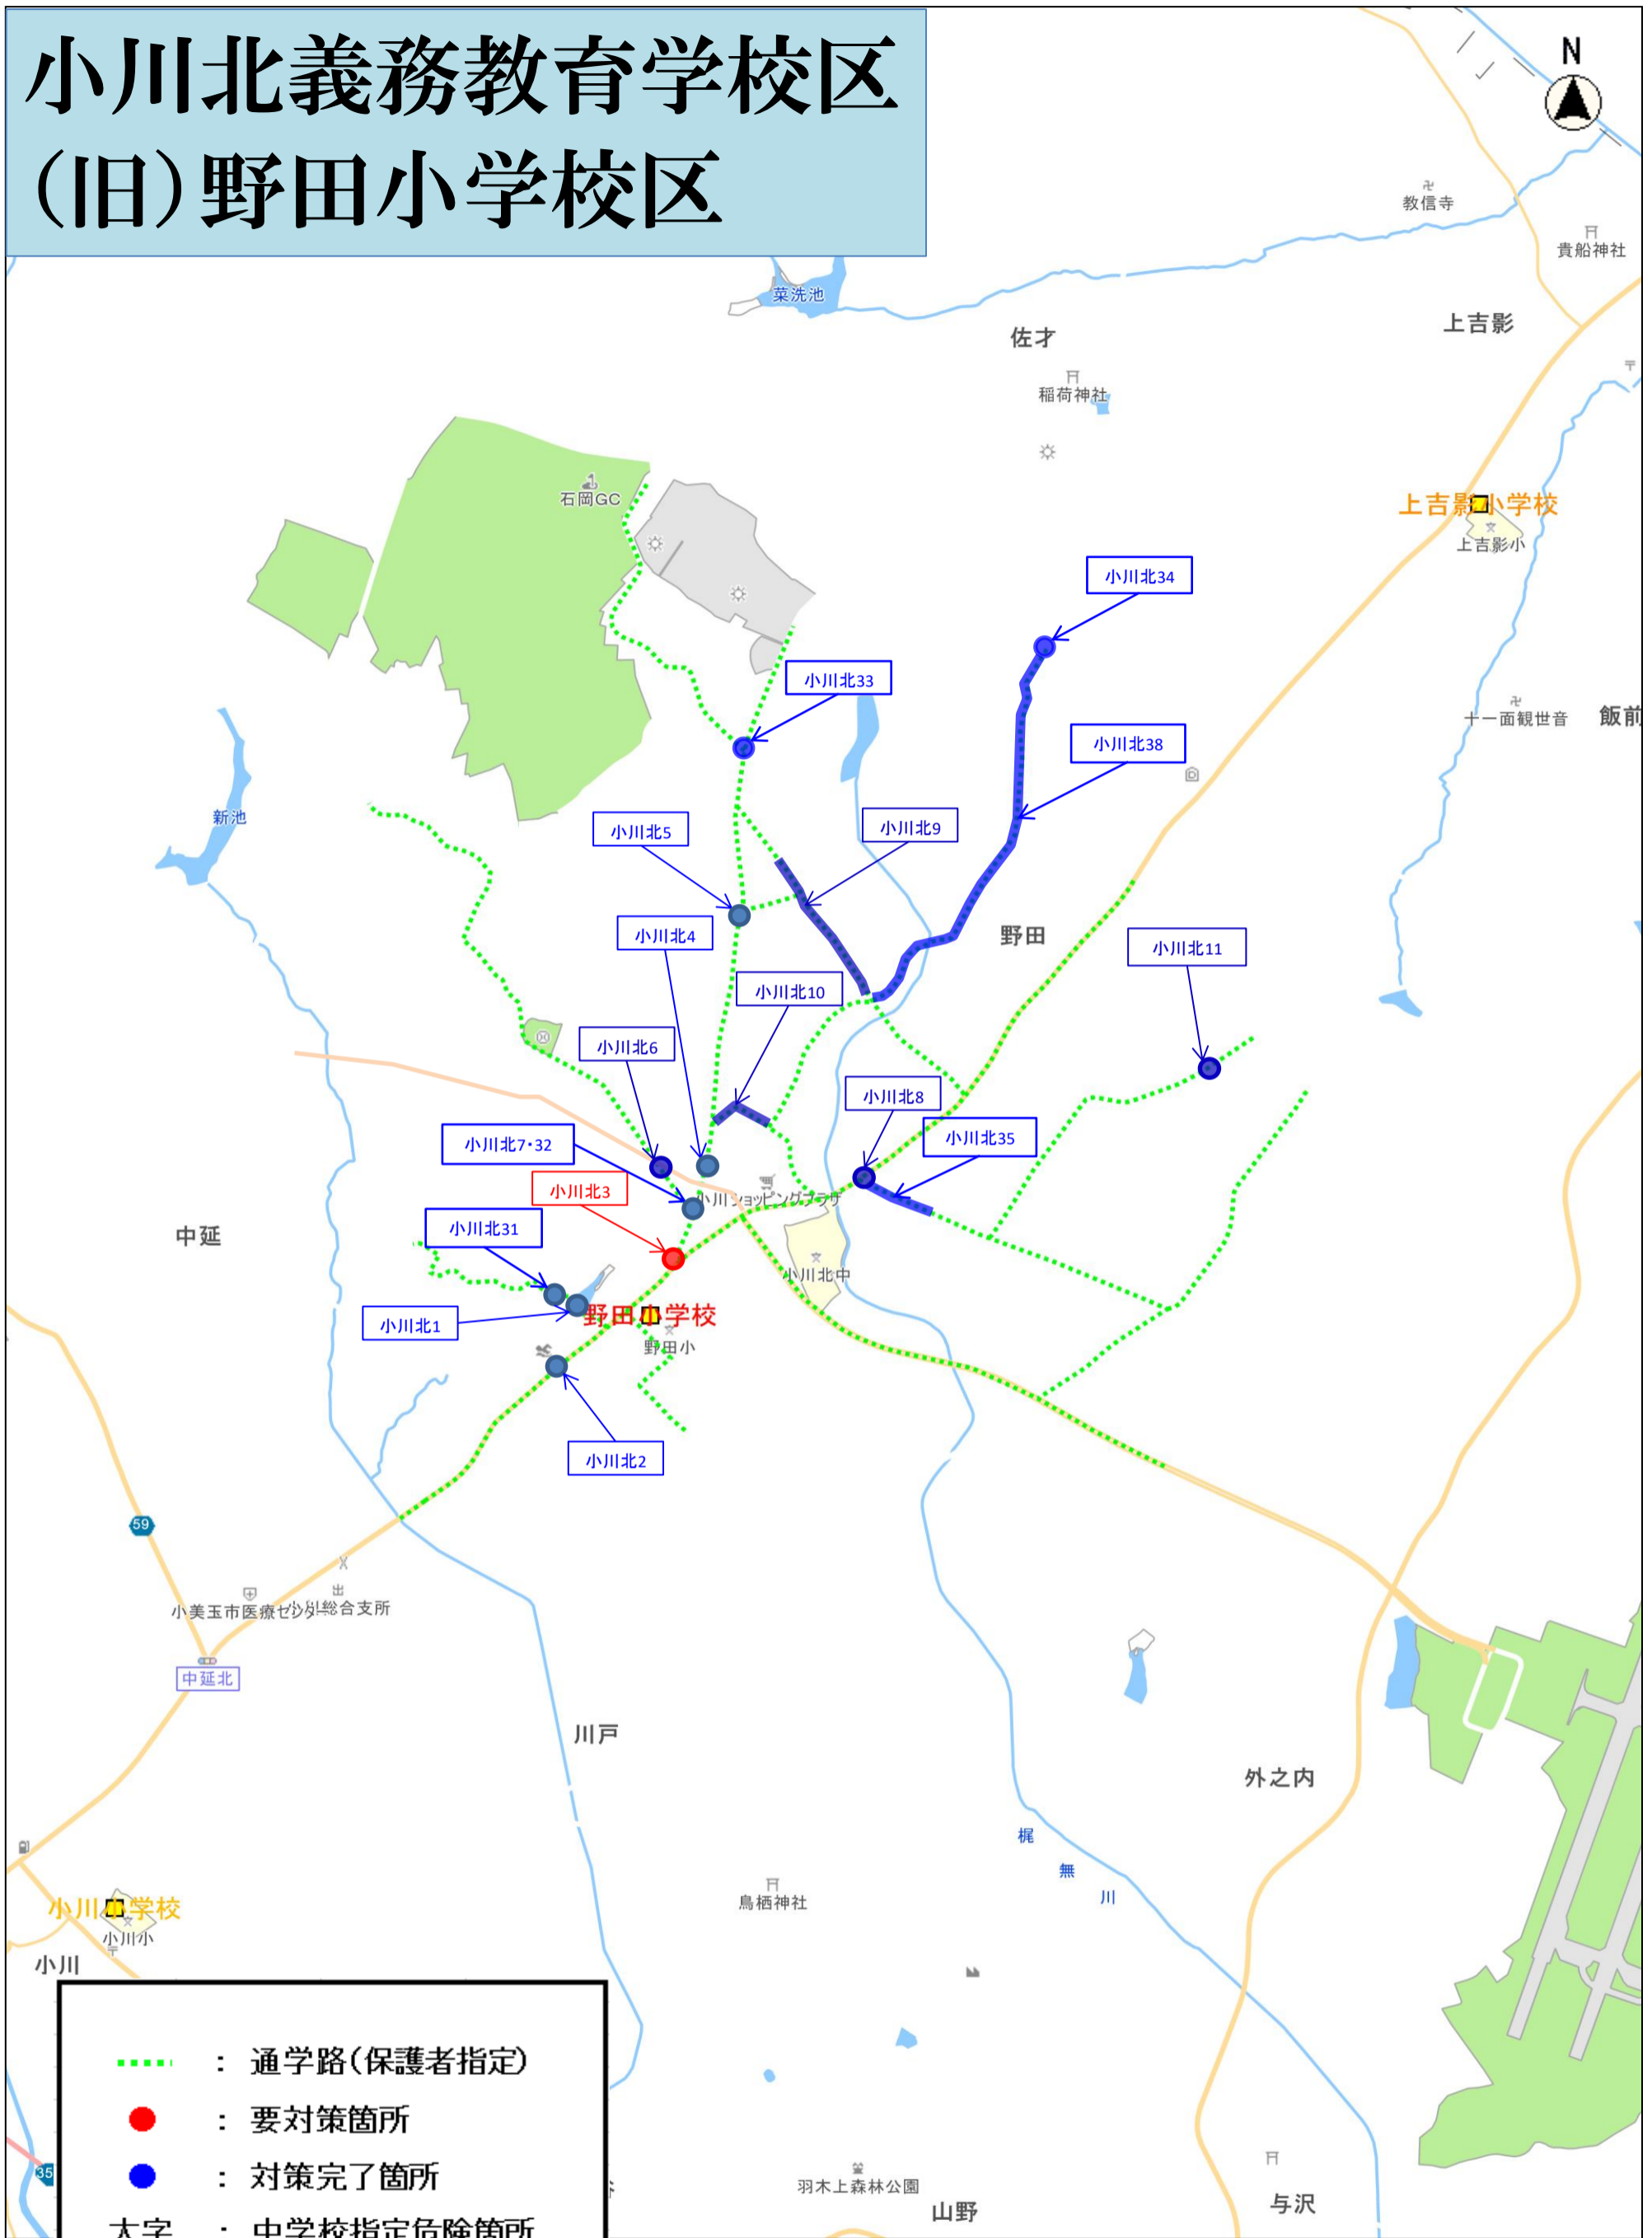 小川北義務教育学校区
（旧）野田小学校区
N
教信寺
貴船神社
菜洗池
佐才
上吉影
稲荷神社
石岡GC
上吉影小学校
上吉影小
小川北34
小川北33
十一面観世音
飯前
小川北38
新池
小川北5
小川北9
小川北4
野田
小川北11
小川北10
小川北6
小川北8
小川北7・32
小川北35
小川北3
小川ショッピングプラザ
小川北31
中延
小川北中
小川北1
野田小学校
野田小
小川北2
59
小美玉市医療センター
小川総合支所
中延北
川戸
外之内
梶
無
川
鳥栖神社
小川小学校
小川小
小川
： 通学路（保護者指定）
： 要対策箇所
： 対策完了箇所
太字 ： 中学校指定危険箇所
35
羽木上森林公園
山野
与沢